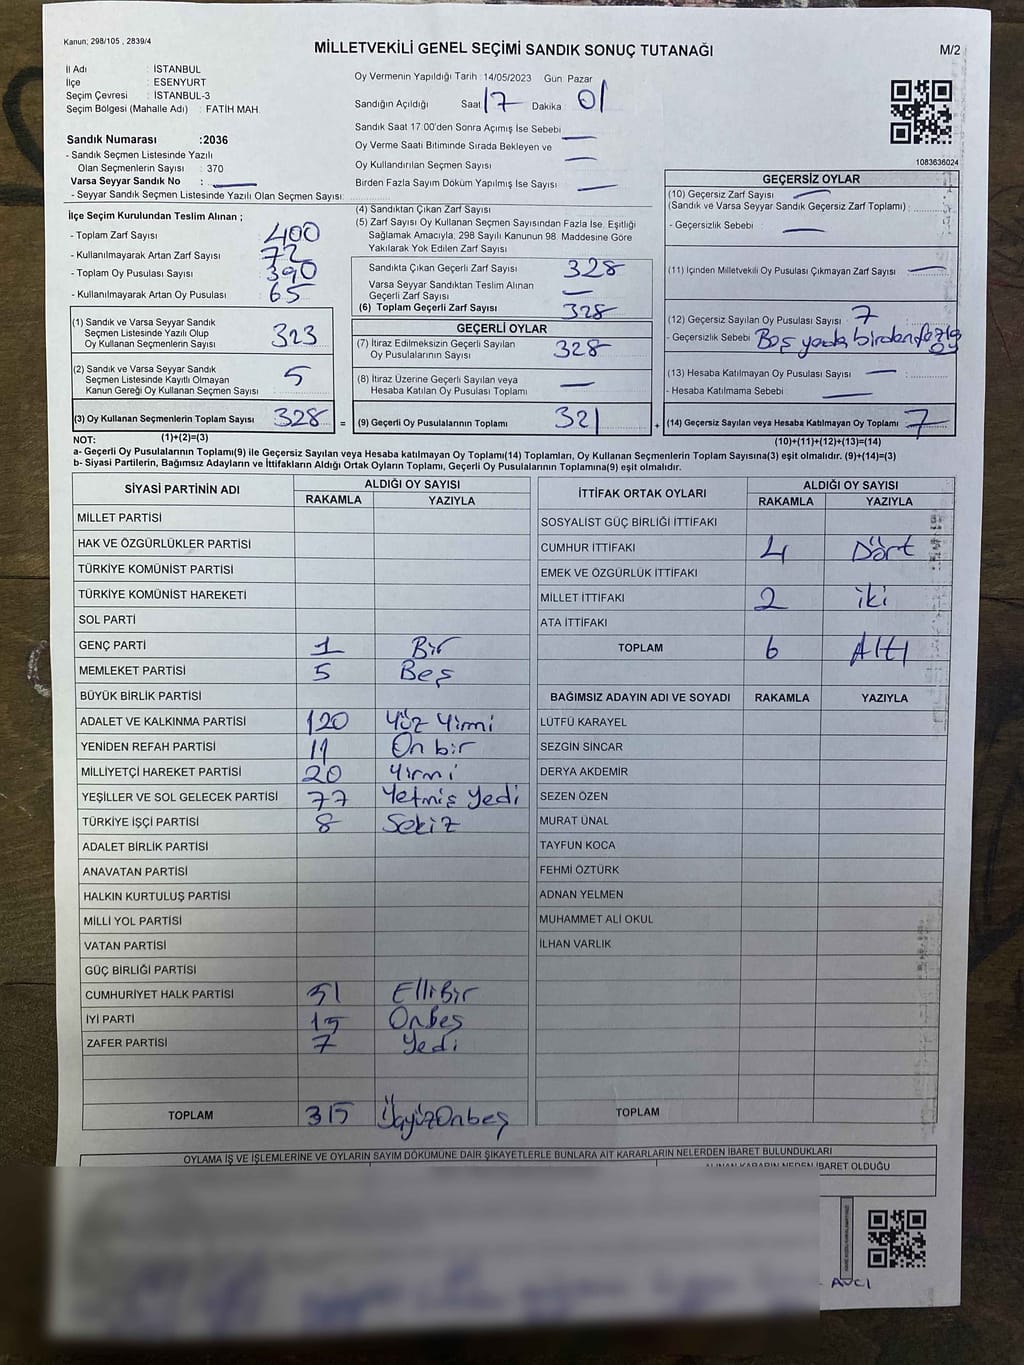 Kanun; 298/105 , 2839/4
MİLLETVEKİLİ GENEL SEÇİMİ SANDIK SONUÇ TUTANAĞI
M/2
İl Adı : İSTANBUL
İlçe : ESENYURT
Seçim Çevresi : İSTANBUL-3
Seçim Bölgesi (Mahalle Adı) : FATİH MAH.
Sandık Numarası :2036
- Sandık Seçmen Listesinde Yazılı
Olan Seçmenlerin Sayısı : 370
Varsa Seyyar Sandık No :
- Seyyar Sandık Seçmen Listesinde Yazılı Olan Seçmen Sayısı:
Oy Vermenin Yapıldığı Tarih :14/05/2023 Gün: Pazar
Sandığın Açıldığı Saat 17 Dakika 01
Sandık Saat 17.00'den Sonra Açımış İse Sebebi
Oy Verme Saati Bitiminde Sırada Bekleyen ve
Oy Kullandırılan Seçmen Sayısı
Birden Fazla Sayım Döküm Yapılmış İse Sayısı
1083636024
İlçe Seçim Kurulundan Teslim Alınan ;
- Toplam Zarf Sayısı 400
- Kullanılmayarak Artan Zarf Sayısı 72
- Toplam Oy Pusulası Sayısı 390
- Kullanılmayarak Artan Oy Pusulası 65
(1) Sandık ve Varsa Seyyar Sandık
Seçmen Listesinde Yazılı Olup
Oy Kullanan Seçmenlerin Sayısı 323
(2) Sandık ve Varsa Seyyar Sandık
Seçmen Listesinde Kayıtlı Olmayan
Kanun Gereği Oy Kullanan Seçmen Sayısı 5
(3) Oy Kullanan Seçmenlerin Toplam Sayısı 328 =
(1)+(2)=(3)
(4) Sandıktan Çıkan Zarf Sayısı
(5) Zarf Sayısı Oy Kullanan Seçmen Sayısından Fazla İse, Eşitliği
Sağlamak Amacıyla, 298 Sayılı Kanunun 98. Maddesine Göre
Yakılarak Yok Edilen Zarf Sayısı
Sandıkta Çıkan Geçerli Zarf Sayısı 328
Varsa Seyyar Sandıktan Teslim Alınan
Geçerli Zarf Sayısı
(6) Toplam Geçerli Zarf Sayısı 328
GEÇERLİ OYLAR
(7) İtiraz Edilmeksizin Geçerli Sayılan
Oy Pusulalarının Sayısı 328
(8) İtiraz Üzerine Geçerli Sayılan veya
Hesaba Katılan Oy Pusulası Toplamı
(9) Geçerli Oy Pusulalarının Toplamı 321 +
GEÇERSİZ OYLAR
(10) Geçersiz Zarf Sayısı
(Sandık ve Varsa Seyyar Sandık Geçersiz Zarf Toplamı) :
- Geçersizlik Sebebi :
(11) İçinden Milletvekili Oy Pusulası Çıkmayan Zarf Sayısı
(12) Geçersiz Sayılan Oy Pusulası Sayısı 7
- Geçersizlik Sebebi Boş yada birden fazla
oy
(13) Hesaba Katılmayan Oy Pusulası Sayısı
- Hesaba Katılmama Sebebi :
(14) Geçersiz Sayılan veya Hesaba Katılmayan Oy Toplamı 7
(10)+(11)+(12)+(13)=(14)
NOT:
a- Geçerli Oy Pusulalarının Toplamı(9) ile Geçersiz Sayılan veya Hesaba katılmayan Oy Toplamı(14) Toplamları, Oy Kullanan Seçmenlerin Toplam Sayısına(3) eşit olmalıdır. (9)+(14)=(3)
b- Siyasi Partilerin, Bağımsız Adayların ve İttifakların Aldığı Ortak Oyların Toplamı, Geçerli Oy Pusulalarının Toplamına(9) eşit olmalıdır.
SİYASİ PARTİNİN ADI ALDIĞI OY SAYISI
RAKAMLA YAZIYLA
MİLLET PARTİSİ
HAK VE ÖZGÜRLÜKLER PARTİSİ
TÜRKİYE KOMÜNİST PARTİSİ
TÜRKİYE KOMÜNİST HAREKETİ
SOL PARTİ
GENÇ PARTİ 1 Bir
MEMLEKET PARTİSİ 5 Beş
BÜYÜK BİRLİK PARTİSİ
ADALET VE KALKINMA PARTİSİ 120 Yüz Yirmi
YENİDEN REFAH PARTİSİ 11 On bir
MİLLİYETÇİ HAREKET PARTİSİ 20 Yirmi
YEŞİLLER VE SOL GELECEK PARTİSİ 77 Yetmiş Yedi
TÜRKİYE İŞÇİ PARTİSİ 8 Sekiz
ADALET BİRLİK PARTİSİ
ANAVATAN PARTİSİ
HALKIN KURTULUŞ PARTİSİ
MİLLİ YOL PARTİSİ
VATAN PARTİSİ
GÜÇ BİRLİĞİ PARTİSİ
CUMHURİYET HALK PARTİSİ 51 ElliBir
İYİ PARTİ 15 Onbeş
ZAFER PARTİSİ 7 Yedi
TOPLAM 315 ÜçyüzOnbeş
İTTİFAK ORTAK OYLARI ALDIĞI OY SAYISI
RAKAMLA YAZIYLA
SOSYALİST GÜÇ BİRLİĞİ İTTİFAKI
CUMHUR İTTİFAKI 4 Dört
EMEK VE ÖZGÜRLÜK İTTİFAKI
MİLLET İTTİFAKI 2 iki
ATA İTTİFAKI
TOPLAM 6 Altı
BAĞIMSIZ ADAYIN ADI VE SOYADI RAKAMLA YAZIYLA
LÜTFÜ KARAYEL
SEZGİN SİNCAR
DERYA AKDEMİR
SEZEN ÖZEN
MURAT ÜNAL
TAYFUN KOCA
FEHMİ ÖZTÜRK
ADNAN YELMEN
MUHAMMET ALİ OKUL
İLHAN VARLIK
TOPLAM
OYLAMA İŞ VE İŞLEMLERİNE VE OYLARIN SAYIM DÖKÜMÜNE DAİR ŞİKAYETLERLE BUNLARA AİT KARARLARIN NELERDEN İBARET BULUNDUKLARI
ALINAN KARARIN NEDEN İBARET OLDUĞU
AVCI